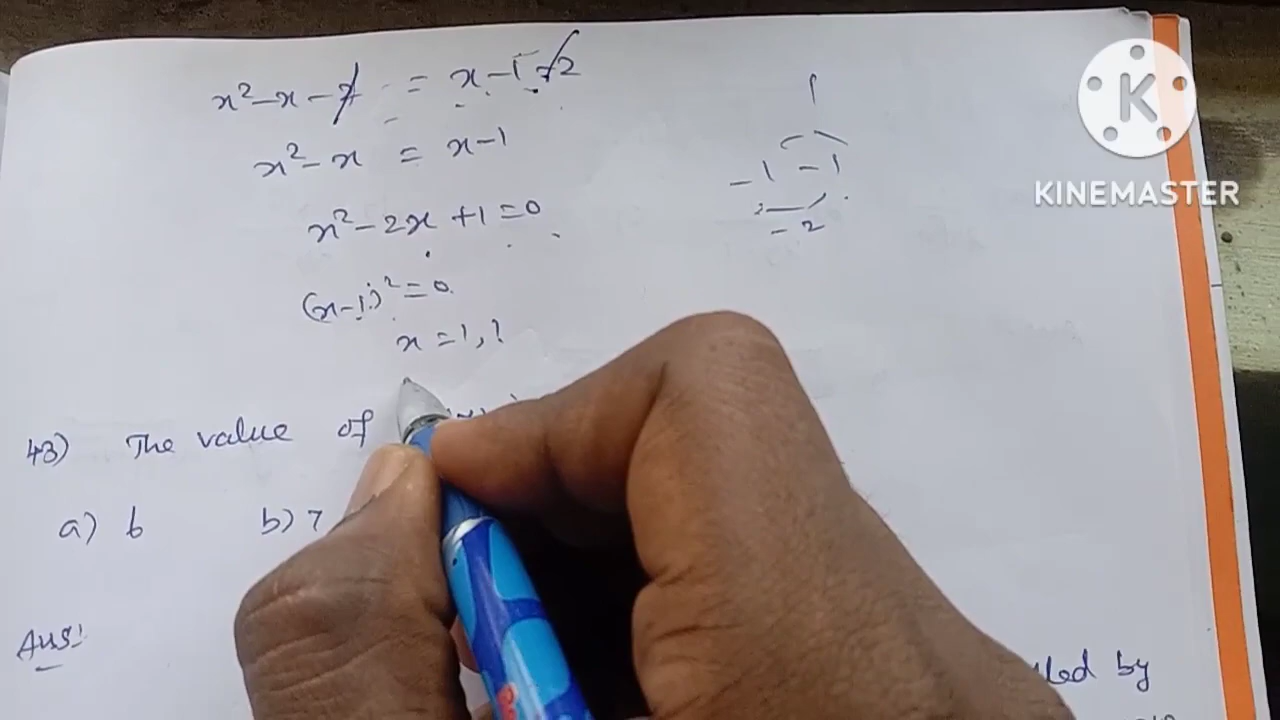 x² - x - 2 = x - 1 - 2
x² - x = x - 1
x² - 2x + 1 = 0
(x-1)² = 0
x = 1, 1
1
-1 -1
-2
K
KINEMASTER
43) The value of
a) 6 b) 7
Ans:
by